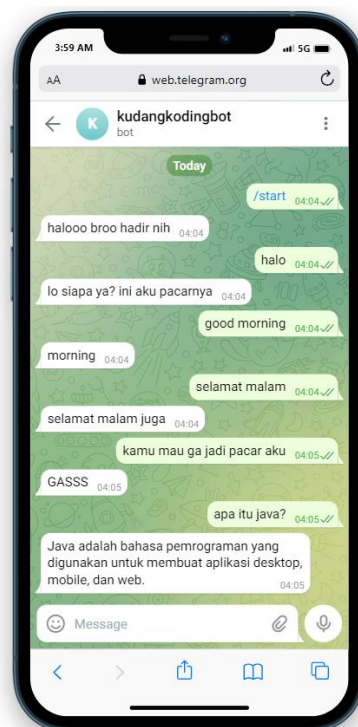 3:59 AM
5G
AA
web.telegram.org
K
kudangkodingbot
bot
Today
/start 04:04
halooo broo hadir nih 04:04
halo 04:04
lo siapa ya? ini aku pacarnya 04:04
good morning 04:04
morning 04:04
selamat malam 04:04
selamat malam juga 04:04
kamu mau ga jadi pacar aku 04:05
GASSS 04:05
apa itu java? 04:05
Java adalah bahasa pemrograman yang
digunakan untuk membuat aplikasi desktop,
mobile, dan web. 04:05
Message